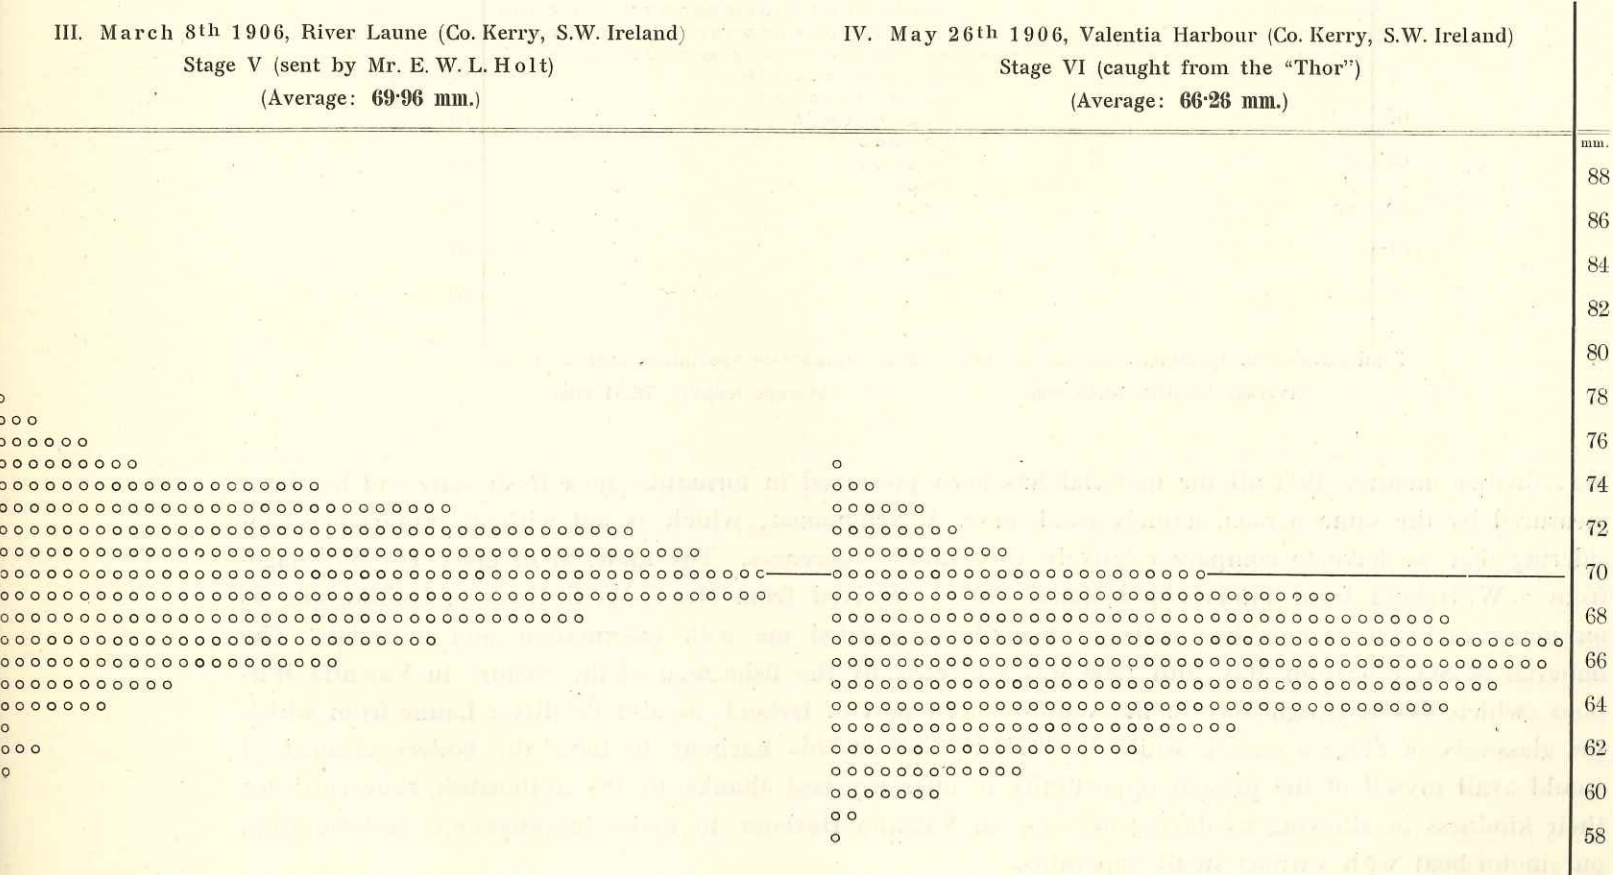 III. March 8th 1906, River Laune (Co. Kerry, S.W. Ireland)
Stage V (sent by Mr. E. W. L. Holt)
(Average: 69·96 mm.)
IV. May 26th 1906, Valentia Harbour (Co. Kerry, S.W. Ireland)
Stage VI (caught from the “Thor”)
(Average: 66·26 mm.)
mm.
88
86
84
82
80
78
76
74
72
70
68
66
64
62
60
58